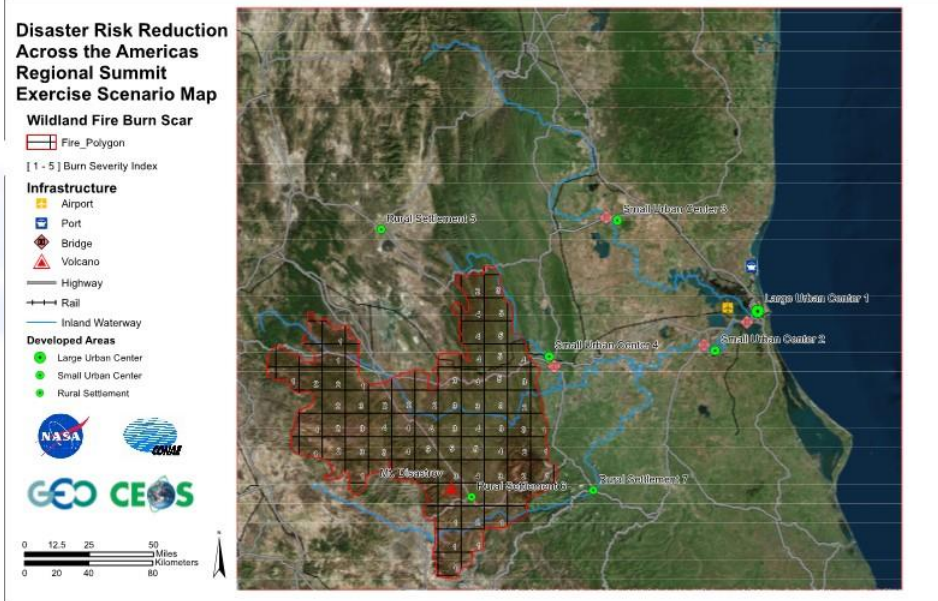 Disaster Risk Reduction
Across the Americas
Regional Summit
Exercise Scenario Map
Wildland Fire Burn Scar
Fire_Polygon
[ 1 - 5 ] Burn Severity Index
Infrastructure
Airport
Port
Bridge
Volcano
Highway
Rail
Inland Waterway
Developed Areas
Large Urban Center
Small Urban Center
Rural Settlement
NASA
CONAE
GEO CEOS
0 12.5 25 50
Miles
Kilometers
0 20 40 80
N
Rural Settlement 5
Small Urban Center 3
Large Urban Center 1
Small Urban Center 2
Small Urban Center 4
Mt. Disastrov
Rural Settlement 6
Rural Settlement 7